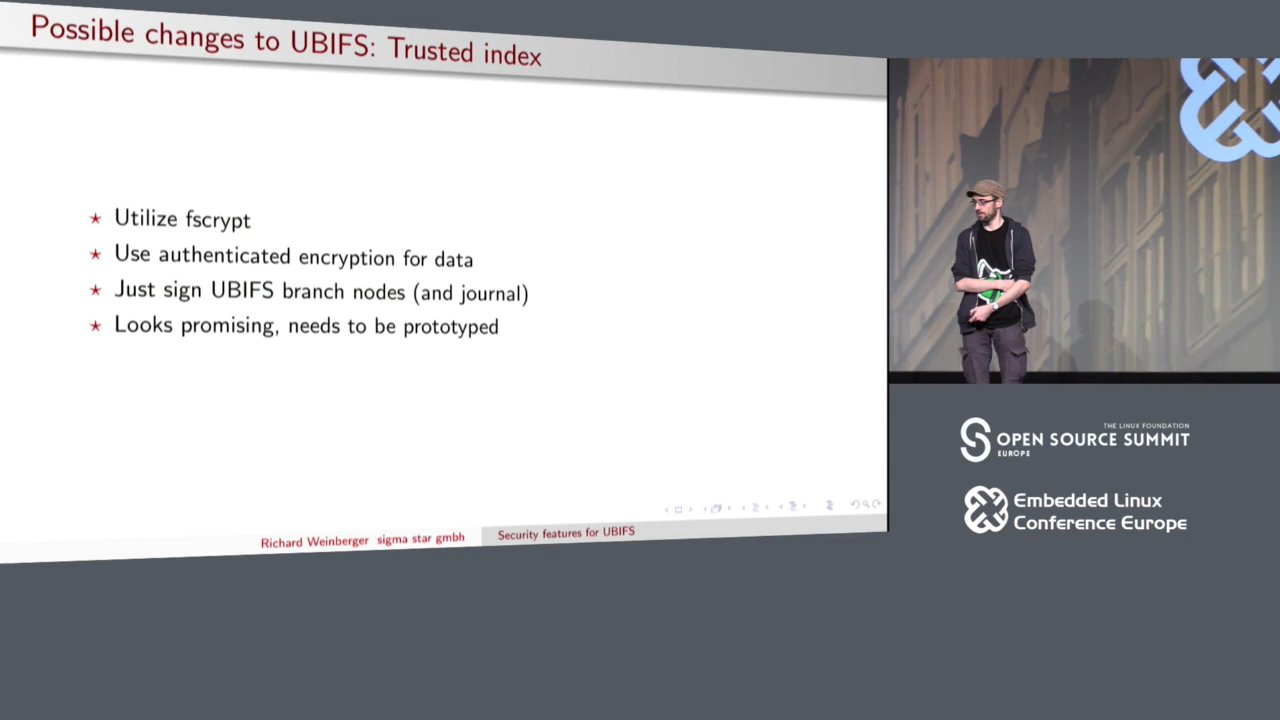 Possible changes to UBIFS: Trusted index
Utilize fscrypt
Use authenticated encryption for data
Just sign UBIFS branch nodes (and journal)
Looks promising, needs to be prototyped
Richard Weinberger sigma star gmbh
Security features for UBIFS
THE LINUX FOUNDATION
OPEN SOURCE SUMMIT
EUROPE
Embedded Linux
Conference Europe